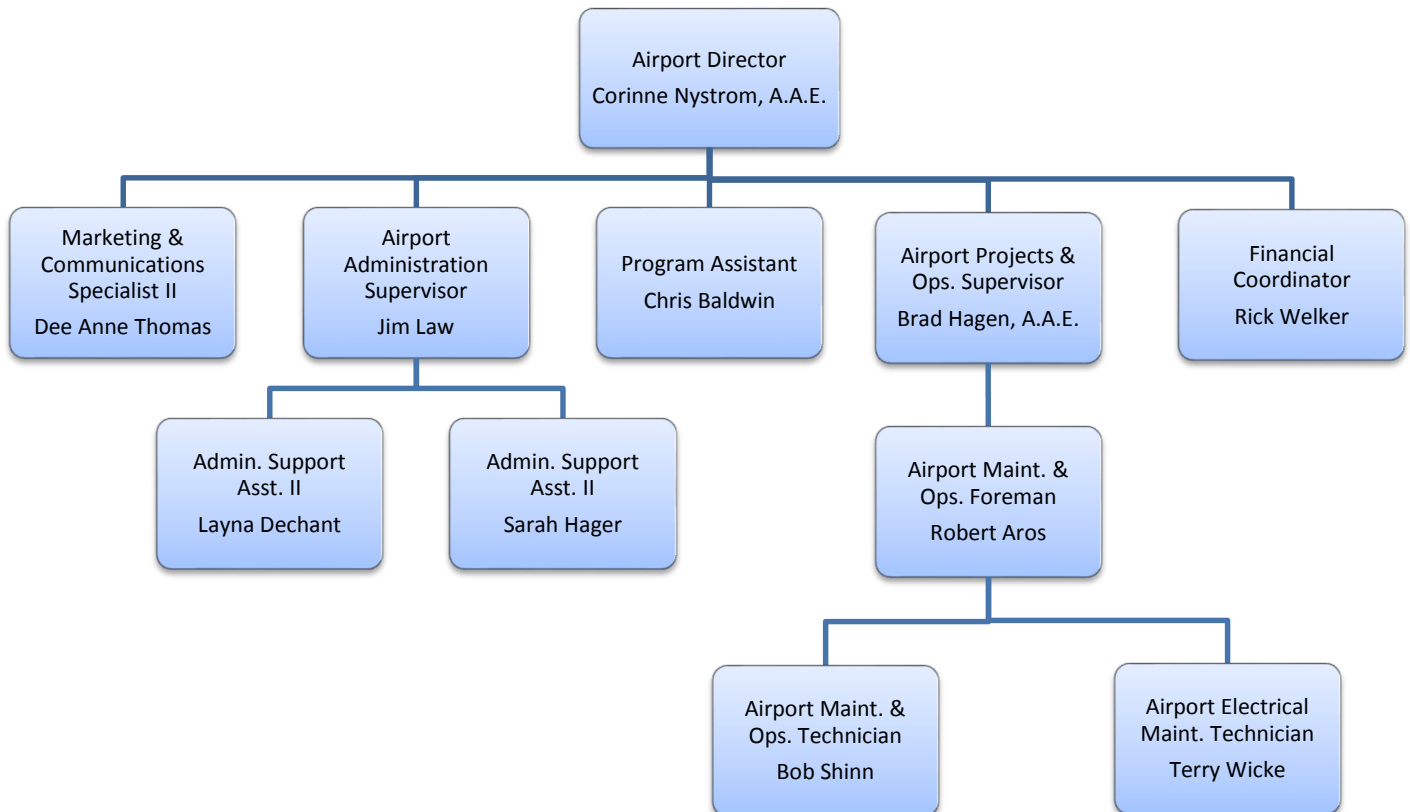 Airport Director
Corinne Nystrom, A.A.E.
Marketing &
Communications
Specialist II
Dee Anne Thomas
Airport
Administration
Supervisor
Jim Law
Program Assistant
Chris Baldwin
Airport Projects &
Ops. Supervisor
Brad Hagen, A.A.E.
Financial
Coordinator
Rick Welker
Admin. Support
Asst. II
Layna Dechant
Admin. Support
Asst. II
Sarah Hager
Airport Maint. &
Ops. Foreman
Robert Aros
Airport Maint. &
Ops. Technician
Bob Shinn
Airport Electrical
Maint. Technician
Terry Wicke